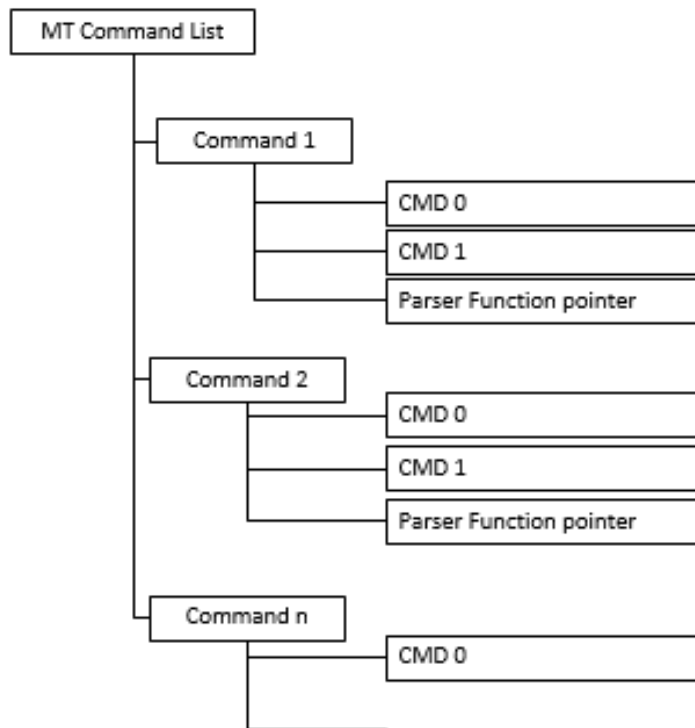 MT Command List
Command 1
CMD 0
CMD 1
Parser Function pointer
Command 2
CMD 0
CMD 1
Parser Function pointer
Command n
CMD 0